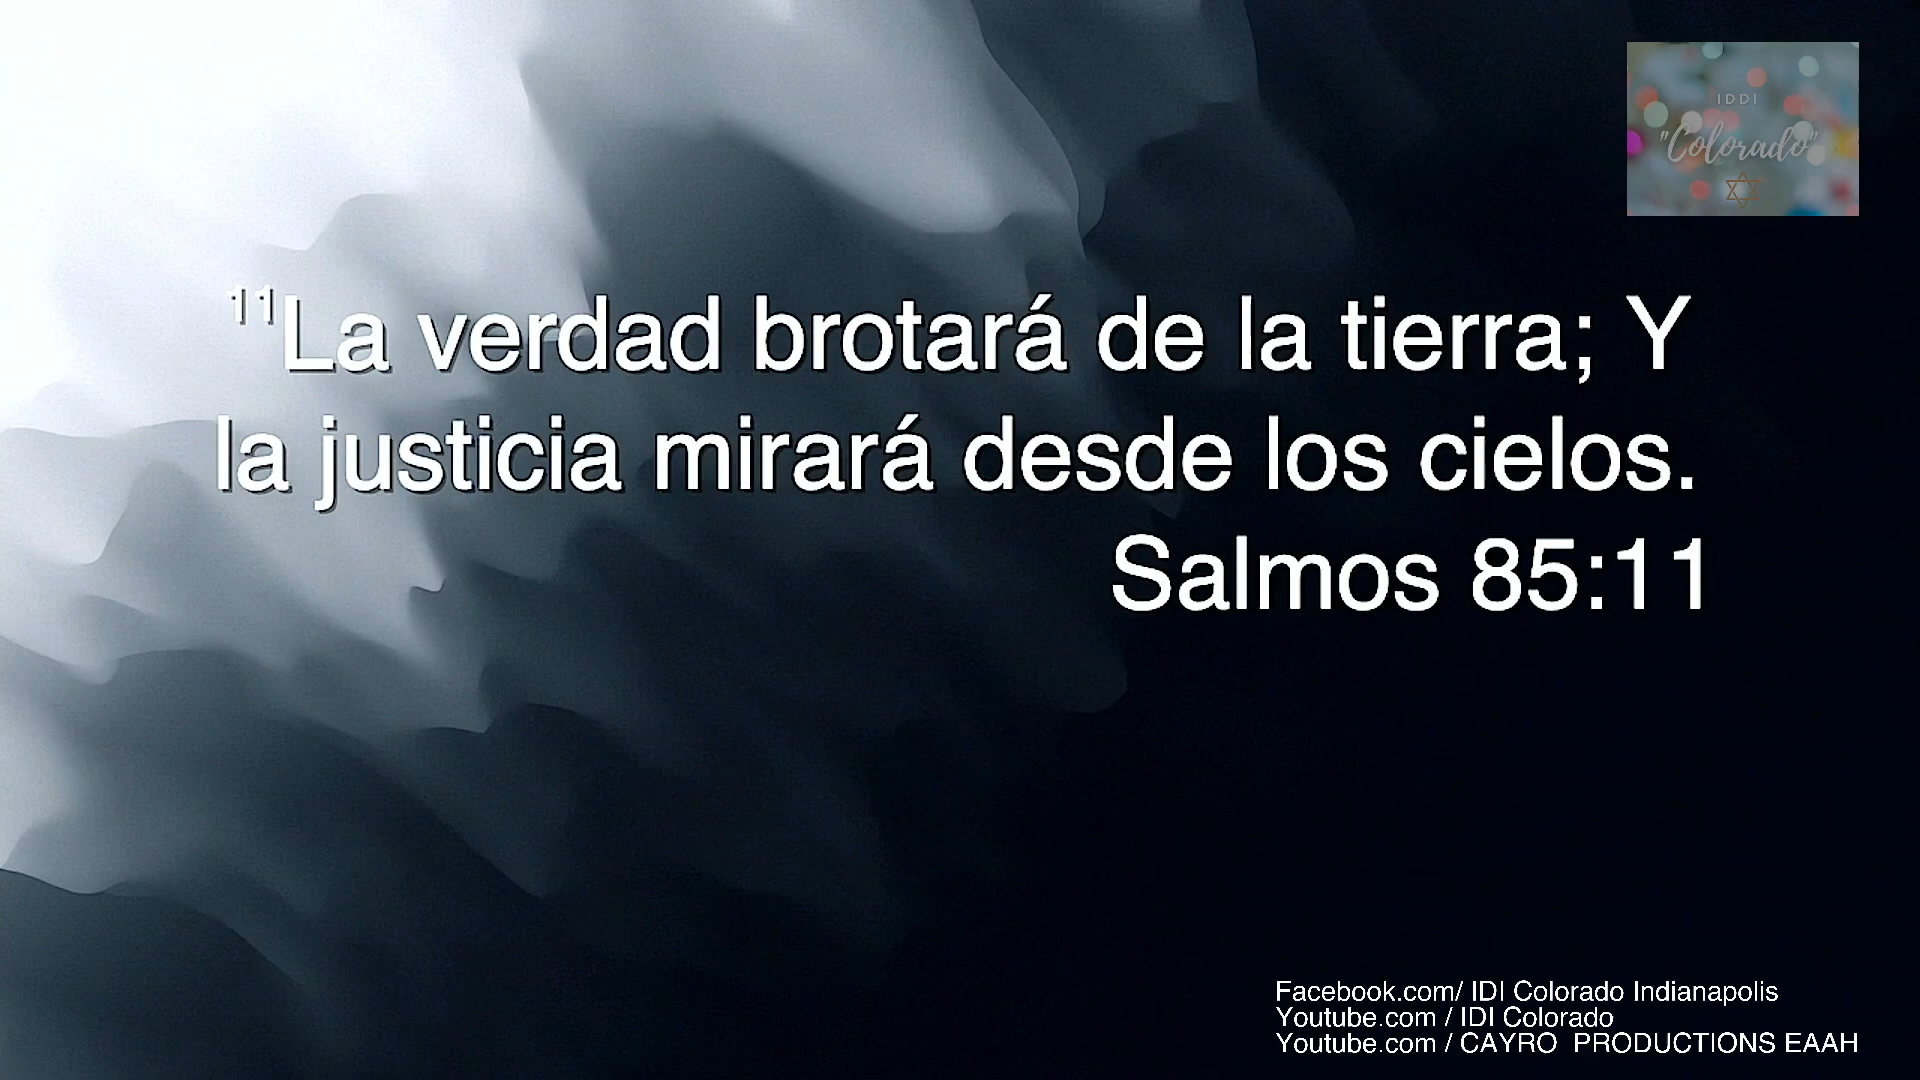 IDDI
"Colorado"
11La verdad brotará de la tierra; Y
la justicia mirará desde los cielos.
Salmos 85:11
Facebook.com/ IDI Colorado Indianapolis
Youtube.com / IDI Colorado
Youtube.com / CAYRO  PRODUCTIONS EAAH